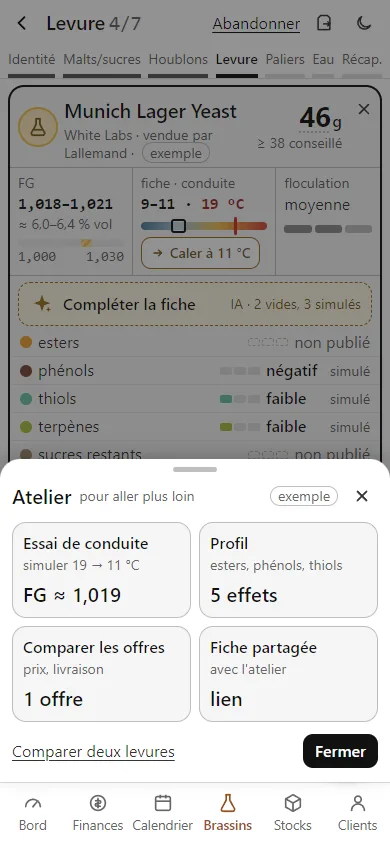 Levure 4/7 Abandonner
Identité Malts/sucres Houblons Levure Paliers Eau Récap.
Munich Lager Yeast 46 g
White Labs · vendue par ≥ 38 conseillé
Lallemand · exemple
FG fiche · conduite floculation
1,018–1,021 9–11 · 19 °C moyenne
≈ 6,0–6,4 % vol
→ Caler à 11 °C
1,000 1,030
Compléter la fiche IA · 2 vides, 3 simulés
esters non publié
phénols négatif simulé
thiols faible simulé
terpènes faible simulé
sucres restants non publié
Atelier pour aller plus loin exemple
Essai de conduite Profil
simuler 19 → 11 °C esters, phénols, thiols
FG ≈ 1,019 5 effets
Comparer les offres Fiche partagée
prix, livraison avec l'atelier
1 offre lien
Comparer deux levures Fermer
Bord Finances Calendrier Brassins Stocks Clients